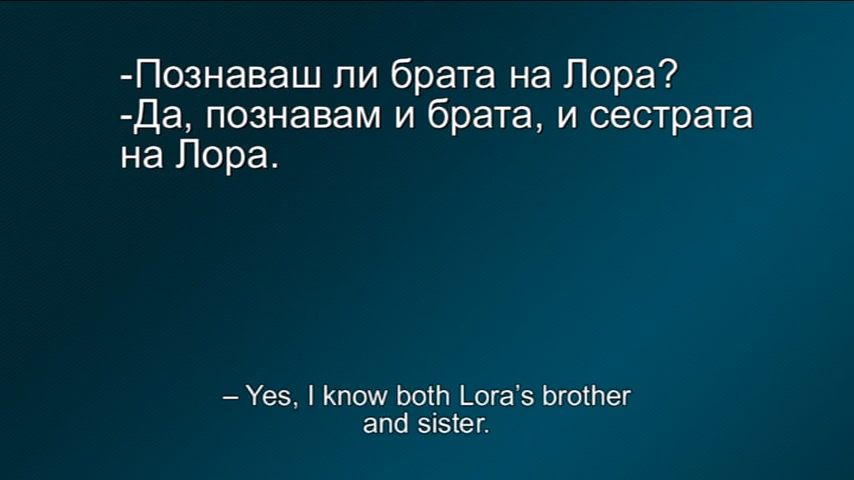 -Познаваш ли брата на Лора?
-Да, познавам и брата, и сестрата
на Лора.
– Yes, I know both Lora’s brother
and sister.